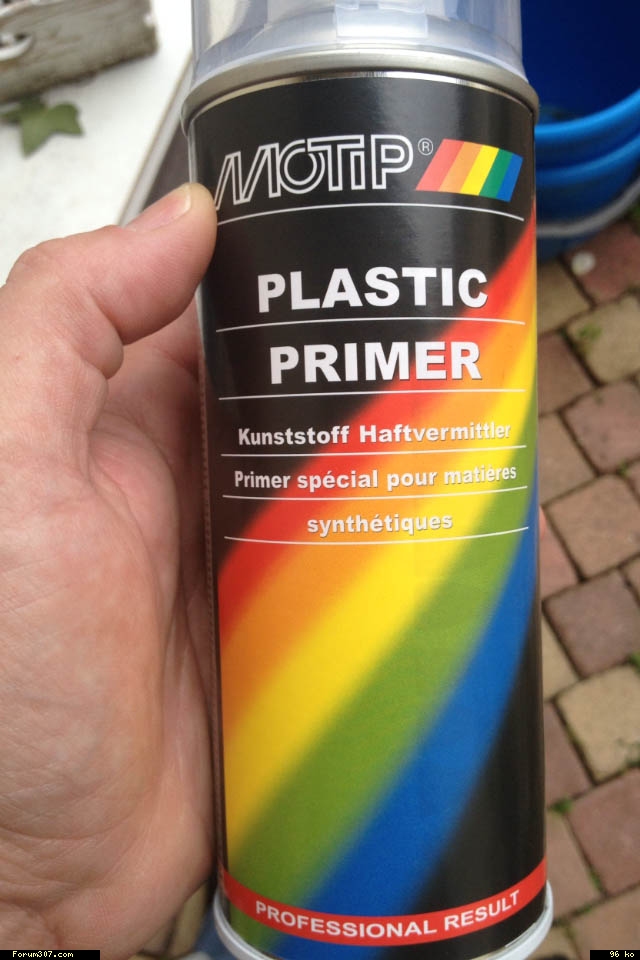 MOTIP®
PLASTIC
PRIMER
Kunststoff Haftvermittler
Primer spécial pour matières
synthétiques
PROFESSIONAL RESULT
Forum307.com
96 ko